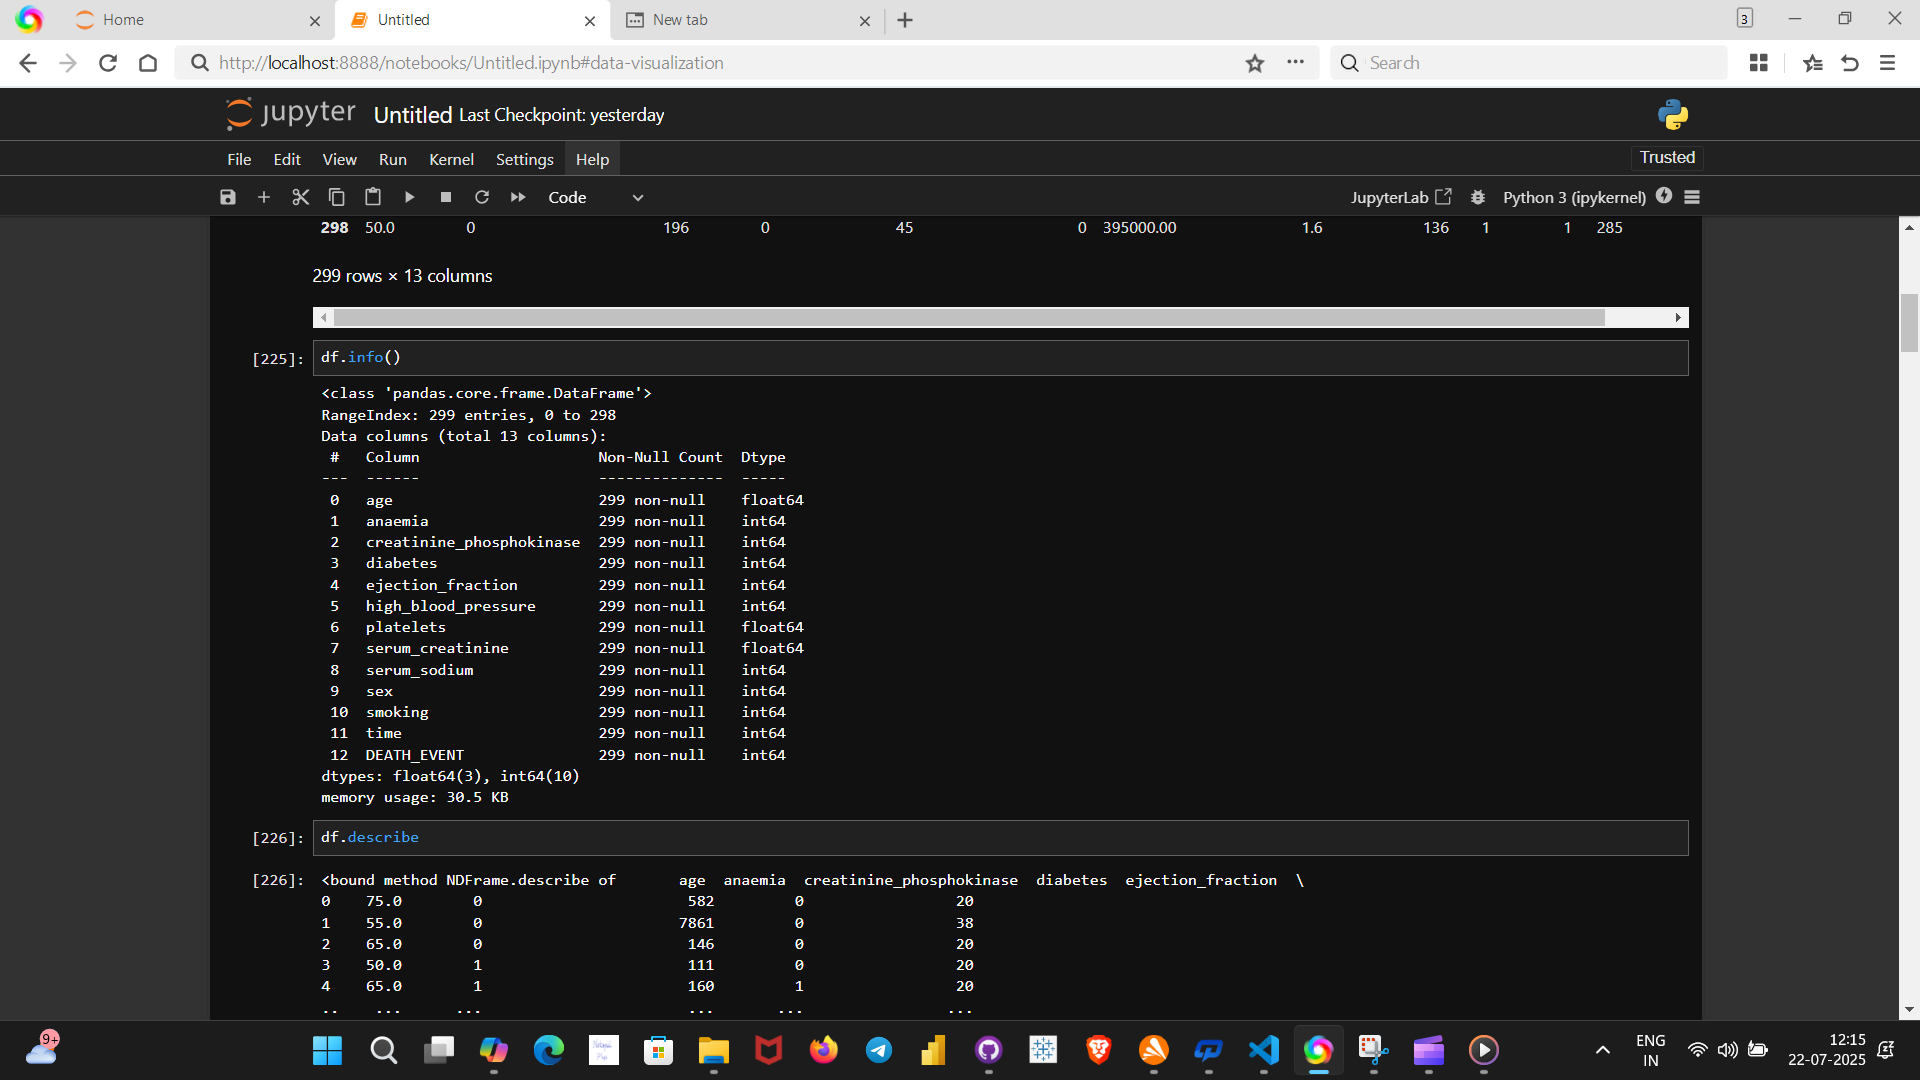 Home
Untitled
New tab
3
http://localhost:8888/notebooks/Untitled.ipynb#data-visualization
Search
jupyter Untitled Last Checkpoint: yesterday
File Edit View Run Kernel Settings Help
Trusted
Code
JupyterLab
Python 3 (ipykernel)
298 50.0 0 196 0 45 0 395000.00 1.6 136 1 1 285
299 rows × 13 columns
[225]: df.info()
<class 'pandas.core.frame.DataFrame'>
RangeIndex: 299 entries, 0 to 298
Data columns (total 13 columns):
# Column Non-Null Count Dtype
--- ------ -------------- -----
0 age 299 non-null float64
1 anaemia 299 non-null int64
2 creatinine_phosphokinase 299 non-null int64
3 diabetes 299 non-null int64
4 ejection_fraction 299 non-null int64
5 high_blood_pressure 299 non-null int64
6 platelets 299 non-null float64
7 serum_creatinine 299 non-null float64
8 serum_sodium 299 non-null int64
9 sex 299 non-null int64
10 smoking 299 non-null int64
11 time 299 non-null int64
12 DEATH_EVENT 299 non-null int64
dtypes: float64(3), int64(10)
memory usage: 30.5 KB
[226]: df.describe
[226]: <bound method NDFrame.describe of age anaemia creatinine_phosphokinase diabetes ejection_fraction \
0 75.0 0 582 0 20
1 55.0 0 7861 0 38
2 65.0 0 146 0 20
3 50.0 1 111 0 20
4 65.0 1 160 1 20
.. ... ... ... ... ...
9+
ENG
IN
12:15
22-07-2025